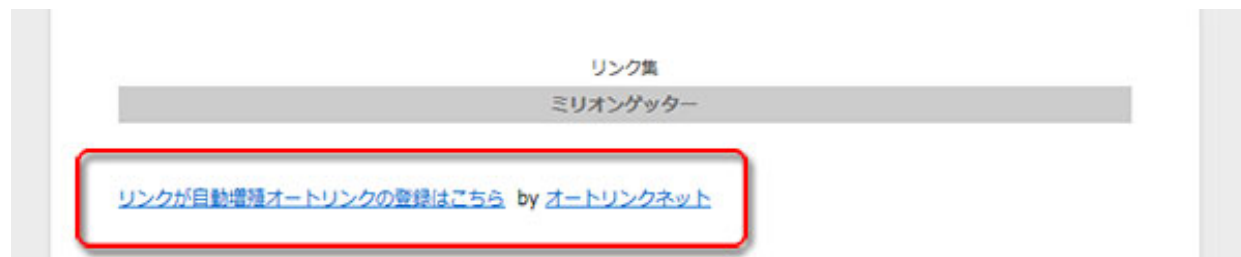 リンク集
ミリオンゲッター
リンクが自動増殖オートリンクの登録はこちら by オートリンクネット